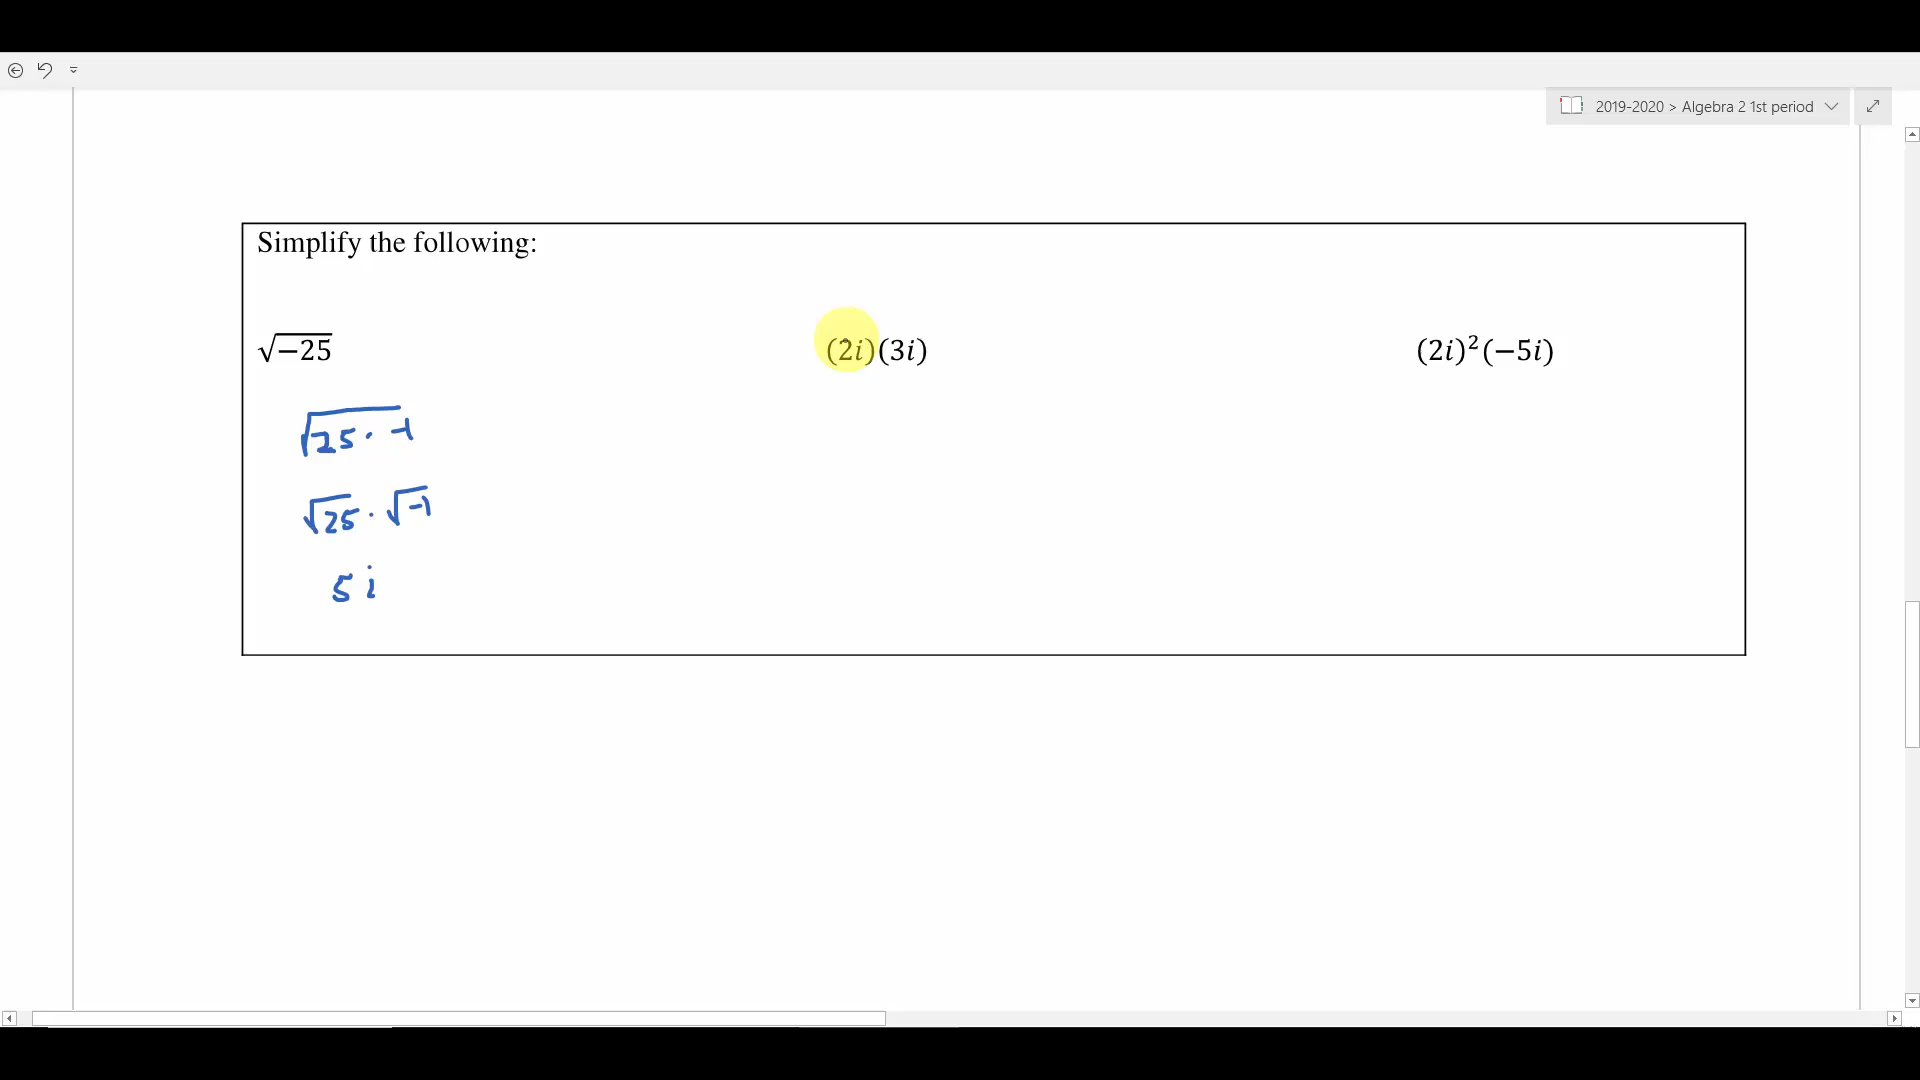 2019-2020 > Algebra 2 1st period
Simplify the following:
√−25
(2i)(3i)
(2i)²(−5i)
√25 · -1
√25 · √-1
5 i